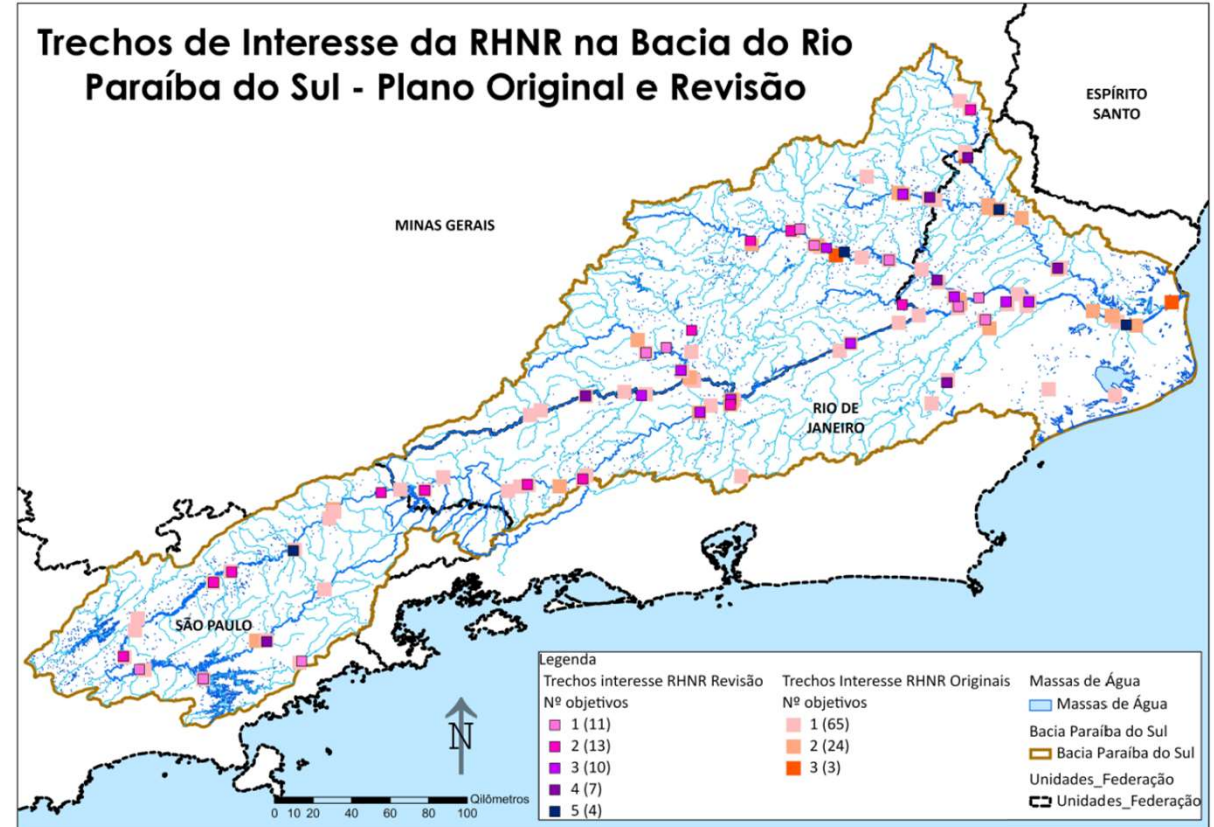 Trechos de Interesse da RHNR na Bacia do Rio
Paraíba do Sul - Plano Original e Revisão
ESPÍRITO
SANTO
MINAS GERAIS
RIO DE
JANEIRO
SÃO PAULO
N
Qilômetros
0 10 20 40 60 80 100
Legenda
Trechos interesse RHNR Revisão
Nº objetivos
1 (11)
2 (13)
3 (10)
4 (7)
5 (4)
Trechos Interesse RHNR Originais
Nº objetivos
1 (65)
2 (24)
3 (3)
Massas de Água
Massas de Água
Bacia Paraíba do Sul
Bacia Paraíba do Sul
Unidades_Federação
Unidades_Federação